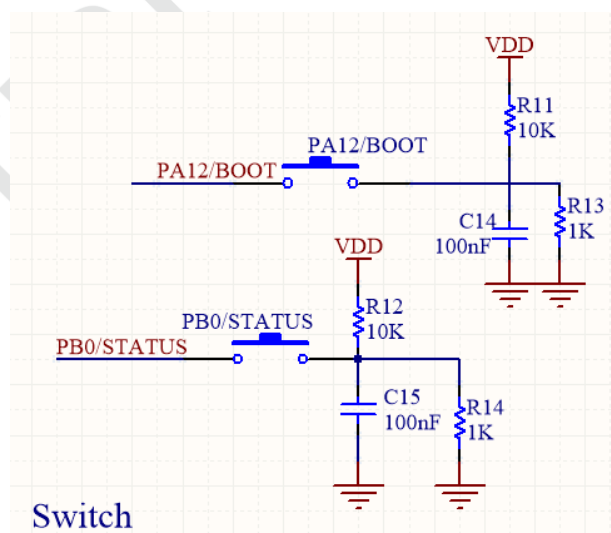 VDD
R11
10K
PA12/BOOT
PA12/BOOT
C14
100nF
R13
1K
VDD
R12
10K
PB0/STATUS
PB0/STATUS
C15
100nF
R14
1K
Switch